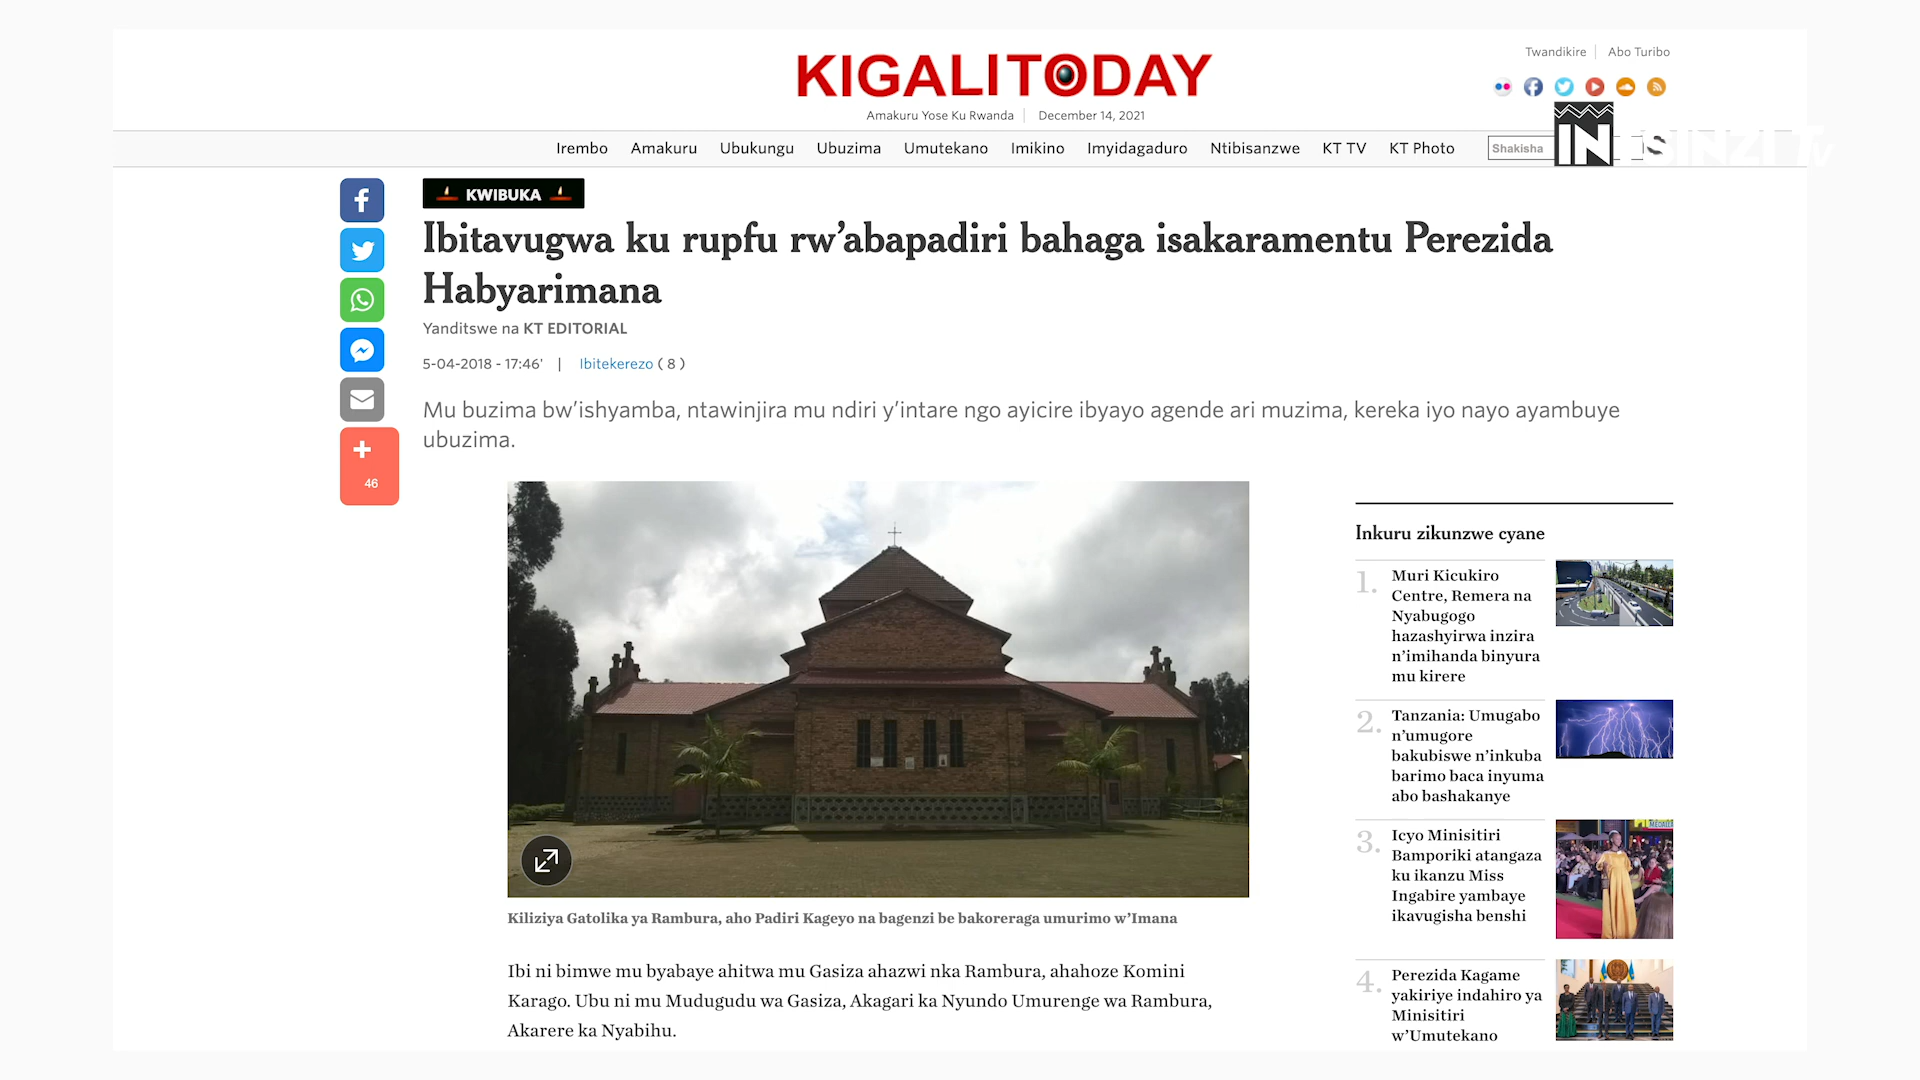 KIGALITODAY
Twandikire
Abo Turibo
Amakuru Yose Ku Rwanda
December 14, 2021
Irembo Amakuru Ubukungu Ubuzima Umutekano Imikino Imyidagaduro Ntibisanzwe KT TV KT Photo
Shakisha
INTSINZI TV
KWIBUKA
Ibitavugwa ku rupfu rw’abapadiri bahaga isakaramentu Perezida
Habyarimana
Yanditswe na KT EDITORIAL
5-04-2018 - 17:46' | Ibitekerezo ( 8 )
Mu buzima bw’ishyamba, ntawinjira mu ndiri y’intare ngo ayicire ibyayo agende ari muzima, kereka iyo nayo ayambuye
ubuzima.
46
Kiliziya Gatolika ya Rambura, aho Padiri Kageyo na bagenzi be bakoreraga umurimo w’Imana
Ibi ni bimwe mu byabaye ahitwa mu Gasiza ahazwi nka Rambura, ahahoze Komini
Karago. Ubu ni mu Mudugudu wa Gasiza, Akagari ka Nyundo Umurenge wa Rambura,
Akarere ka Nyabihu.
Inkuru zikunzwe cyane
1. Muri Kicukiro
Centre, Remera na
Nyabugogo
hazashyirwa inzira
n’imihanda binyura
mu kirere
2. Tanzania: Umugabo
n’umugore
bakubiswe n’inkuba
barimo baca inyuma
abo bashakanye
3. Icyo Minisitiri
Bamporiki atangaza
ku ikanzu Miss
Ingabire yambaye
ikavugisha benshi
4. Perezida Kagame
yakiriye indahiro ya
Minisitiri
w’Umutekano